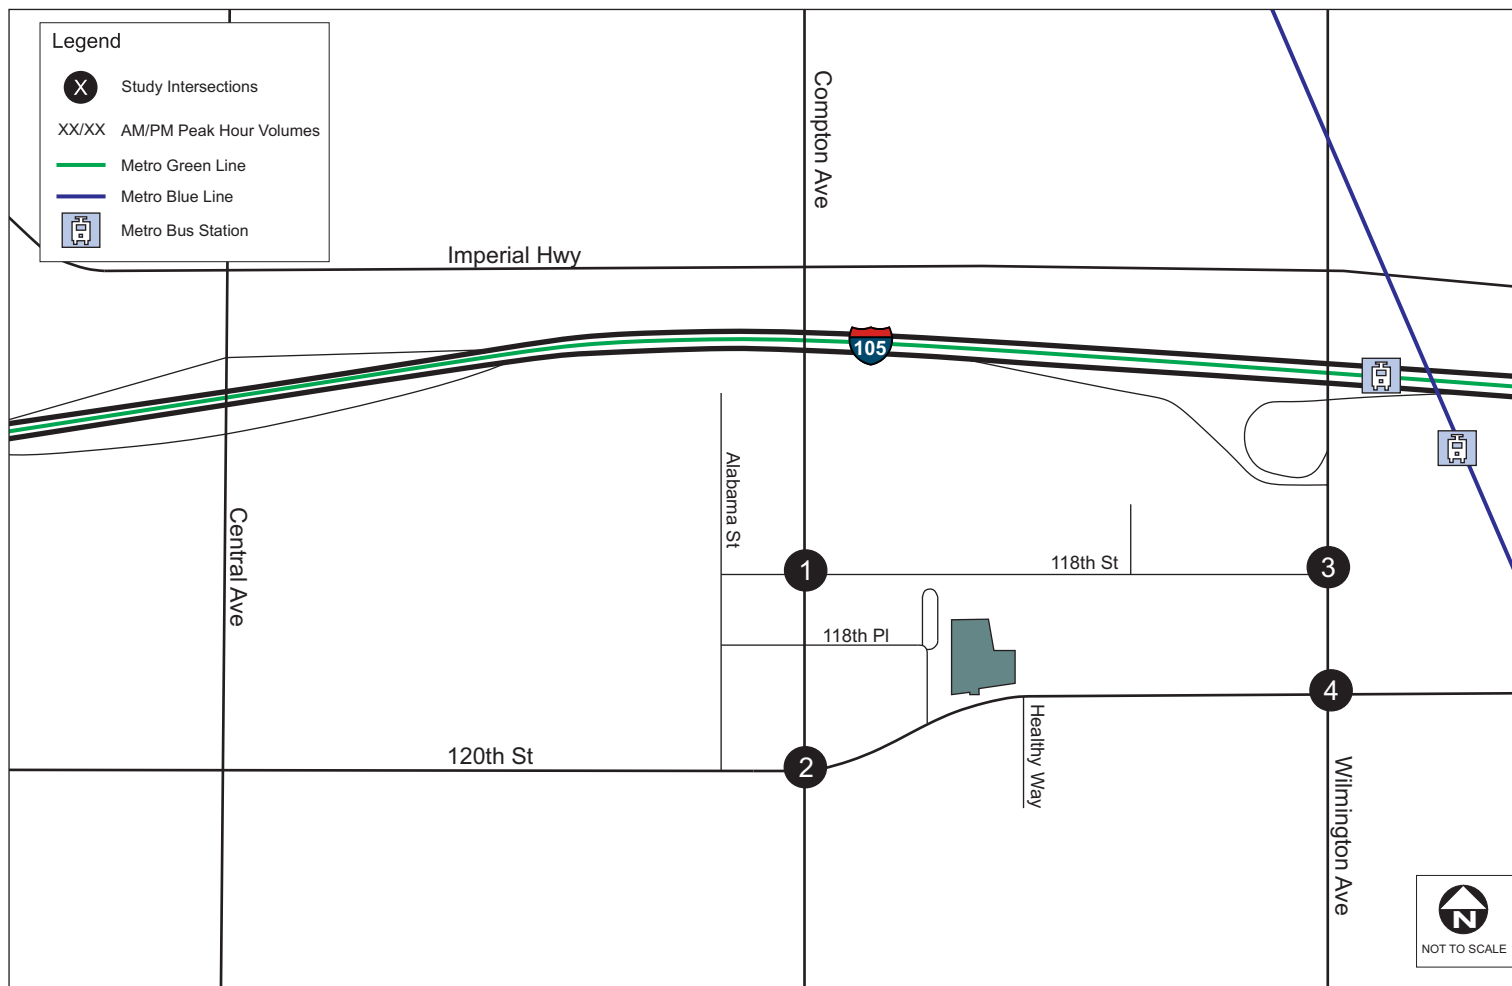 Legend
X Study Intersections
XX/XX AM/PM Peak Hour Volumes
Metro Green Line
Metro Blue Line
Metro Bus Station
Compton Ave
Imperial Hwy
105
Alabama St
Central Ave
118th St
1
3
118th Pl
4
Healthy Way
120th St
2
Wilmington Ave
N
NOT TO SCALE